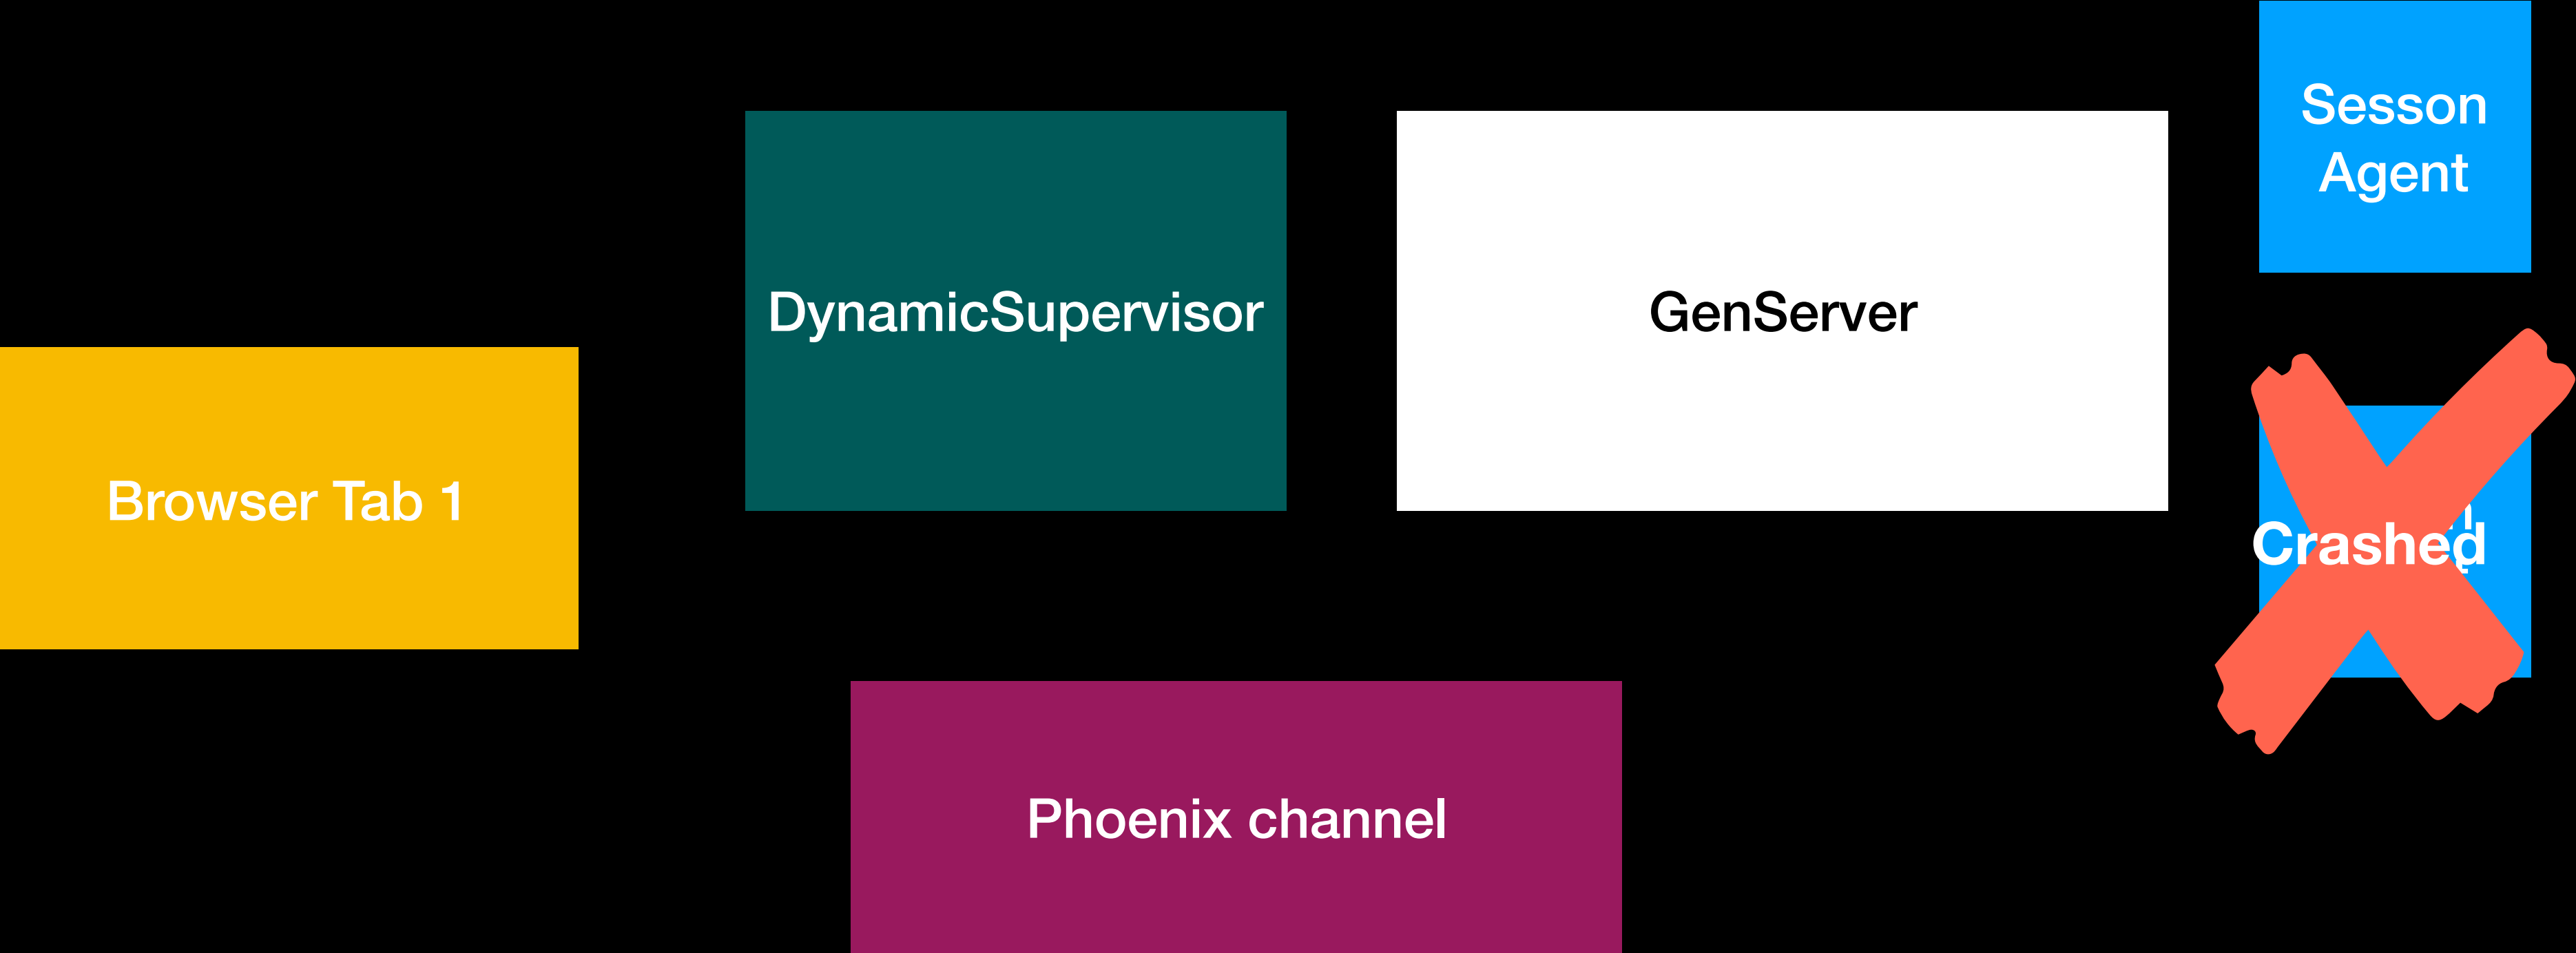 Sesson
Agent
DynamicSupervisor
GenServer
Browser Tab 1
Crashed
Phoenix channel